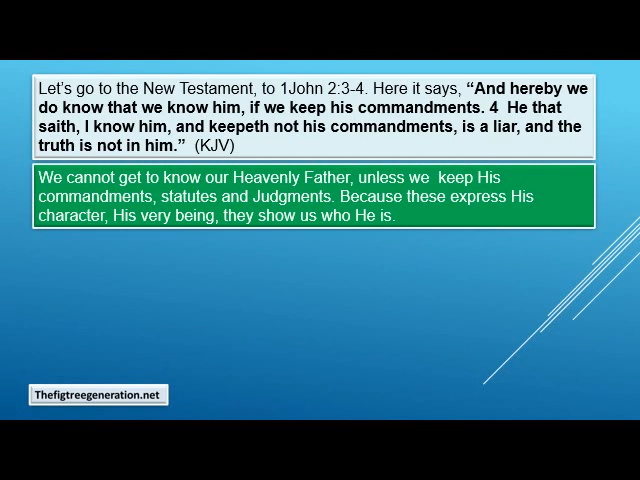 Let's go to the New Testament, to 1John 2:3-4. Here it says, “And hereby we
do know that we know him, if we keep his commandments. 4  He that
saith, I know him, and keepeth not his commandments, is a liar, and the
truth is not in him.”  (KJV)
We cannot get to know our Heavenly Father, unless we  keep His
commandments, statutes and Judgments. Because these express His
character, His very being, they show us who He is.
Thefigtreegeneration.net